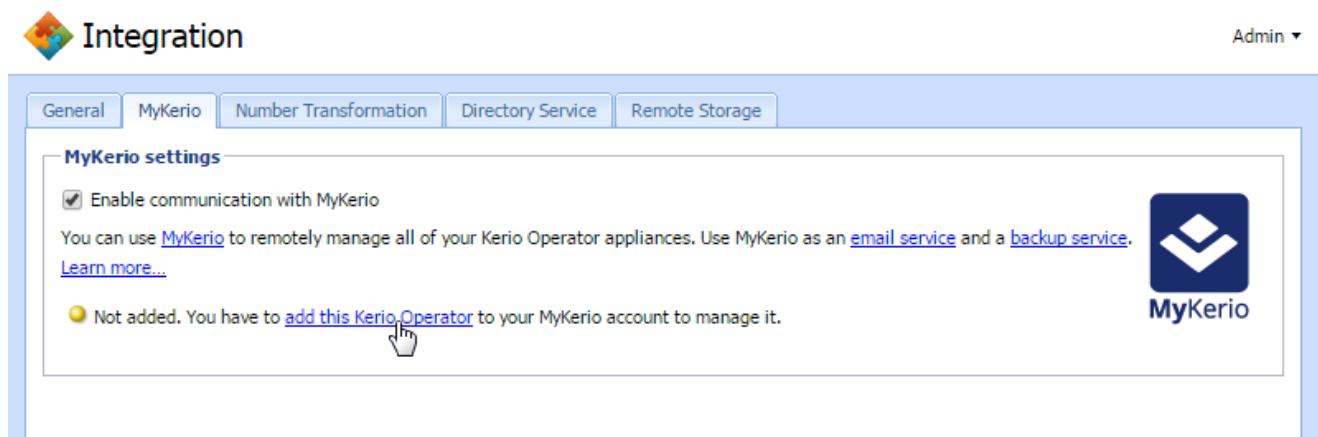 Integration
Admin
General MyKerio Number Transformation Directory Service Remote Storage
MyKerio settings
Enable communication with MyKerio
You can use MyKerio to remotely manage all of your Kerio Operator appliances. Use MyKerio as an email service and a backup service.
Learn more...
Not added. You have to add this Kerio Operator to your MyKerio account to manage it.
MyKerio